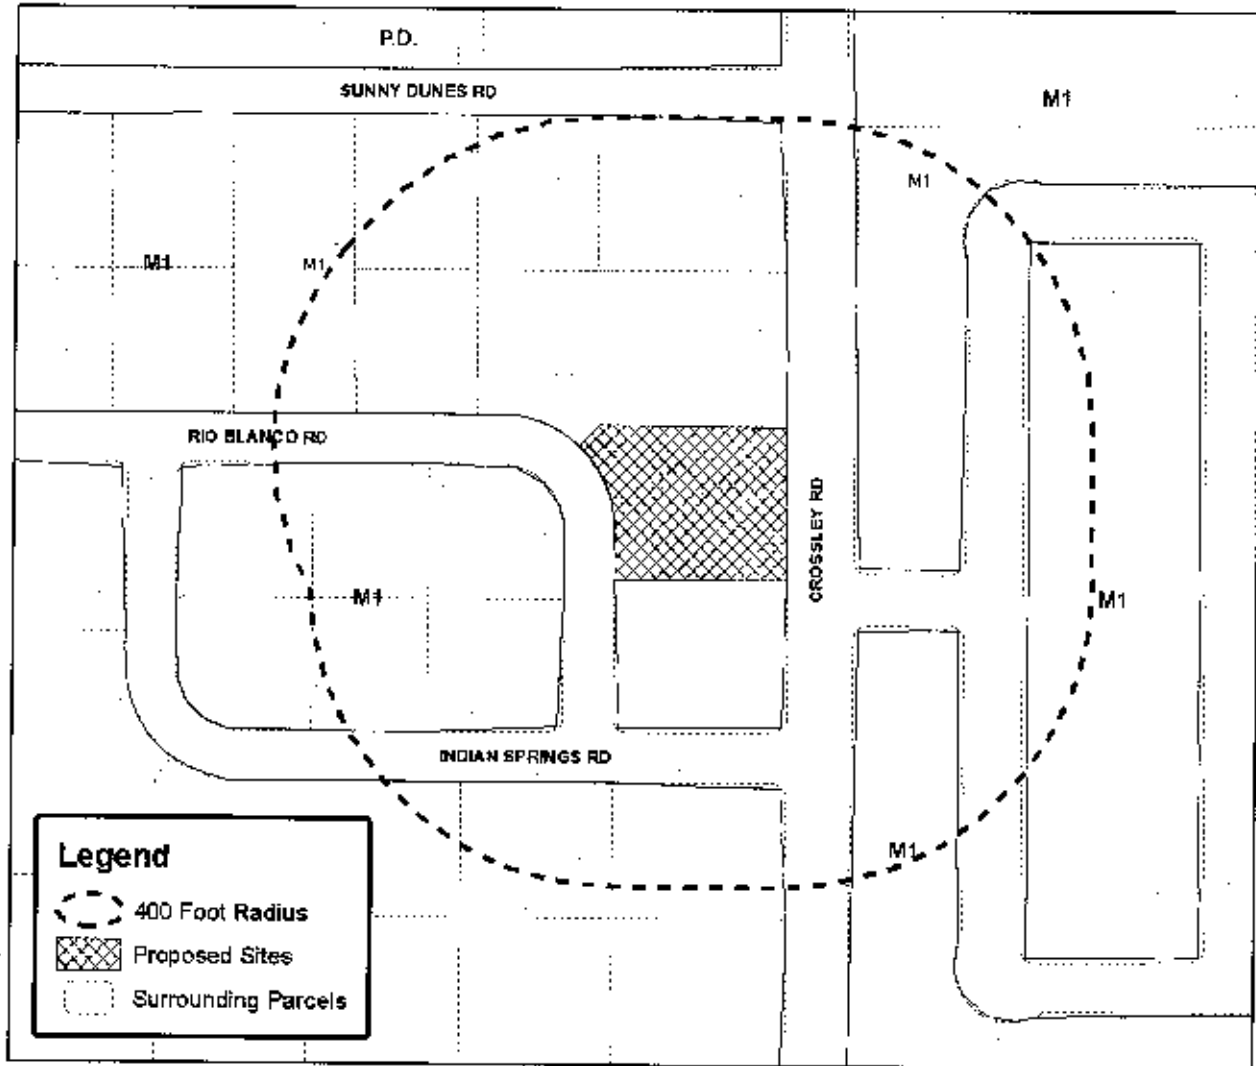 P.D.
SUNNY DUNES RD
M1
M1
M1
M1
RIO BLANCO RD
CROSSLEY RD
M1
M1
INDIAN SPRINGS RD
M1
Legend
400 Foot Radius
Proposed Sites
Surrounding Parcels